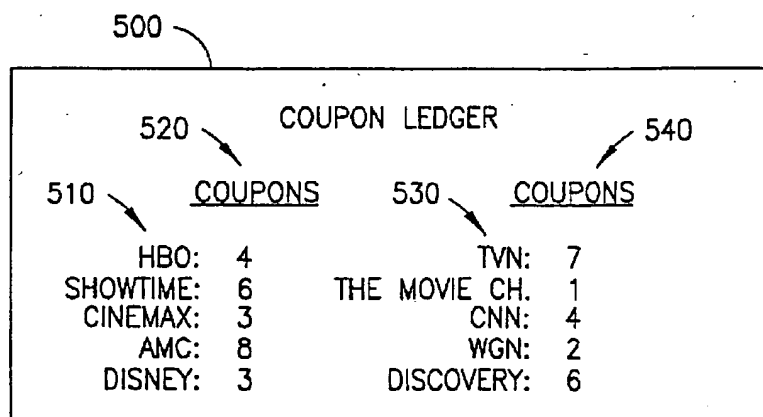 500
COUPON LEDGER
520
540
510
COUPONS
530
COUPONS
HBO: 4
SHOWTIME: 6
CINEMAX: 3
AMC: 8
DISNEY: 3
TVN: 7
THE MOVIE CH. 1
CNN: 4
WGN: 2
DISCOVERY: 6